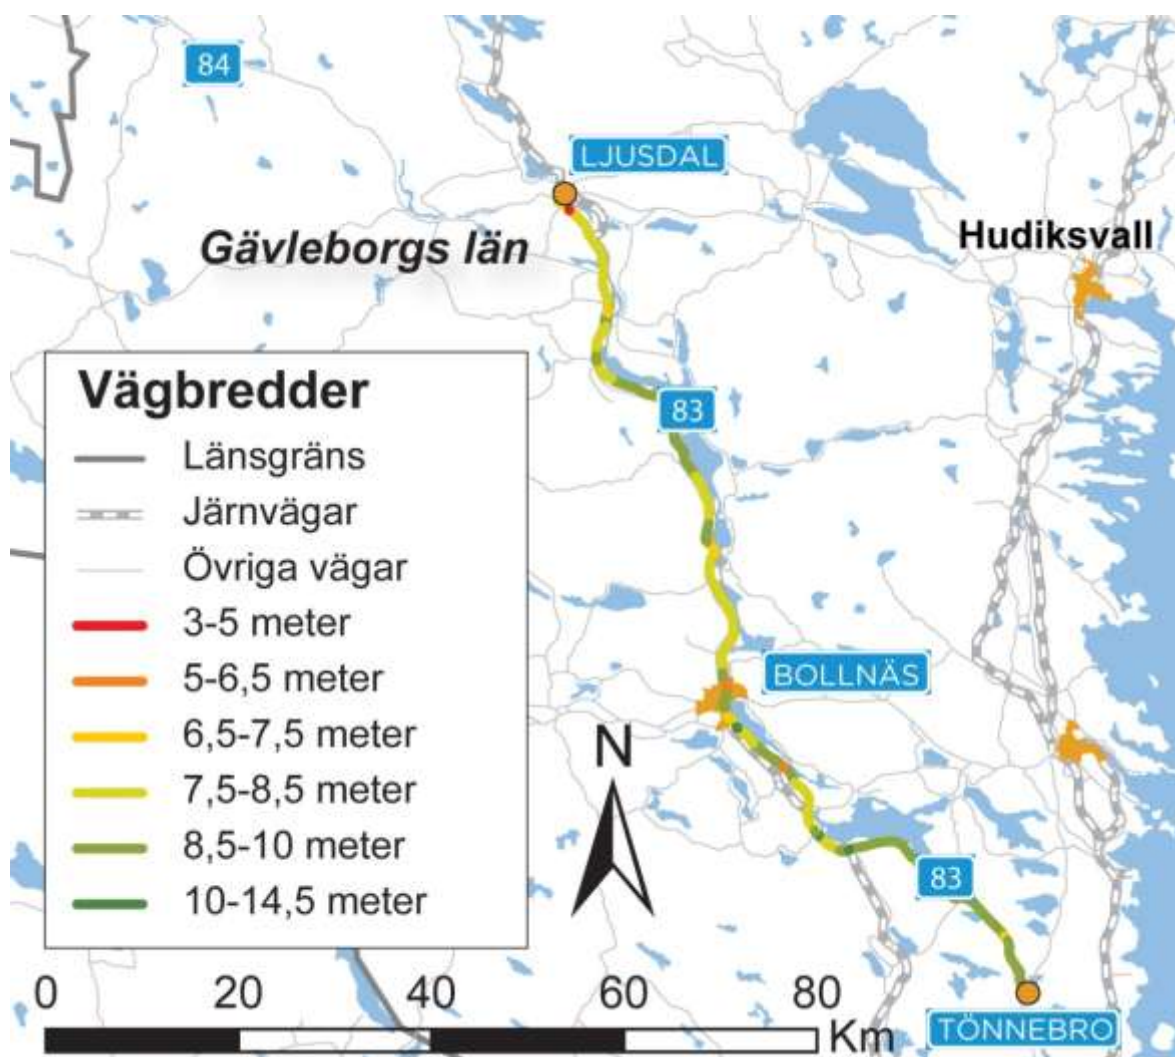 84
LJUSDAL
Gävleborgs län
Hudiksvall
83
Vägbredder
Länsgräns
Järnvägar
Övriga vägar
3-5 meter
5-6,5 meter
6,5-7,5 meter
7,5-8,5 meter
8,5-10 meter
10-14,5 meter
BOLLNÄS
N
83
0 20 40 60 80
Km
TÖNNEBRO